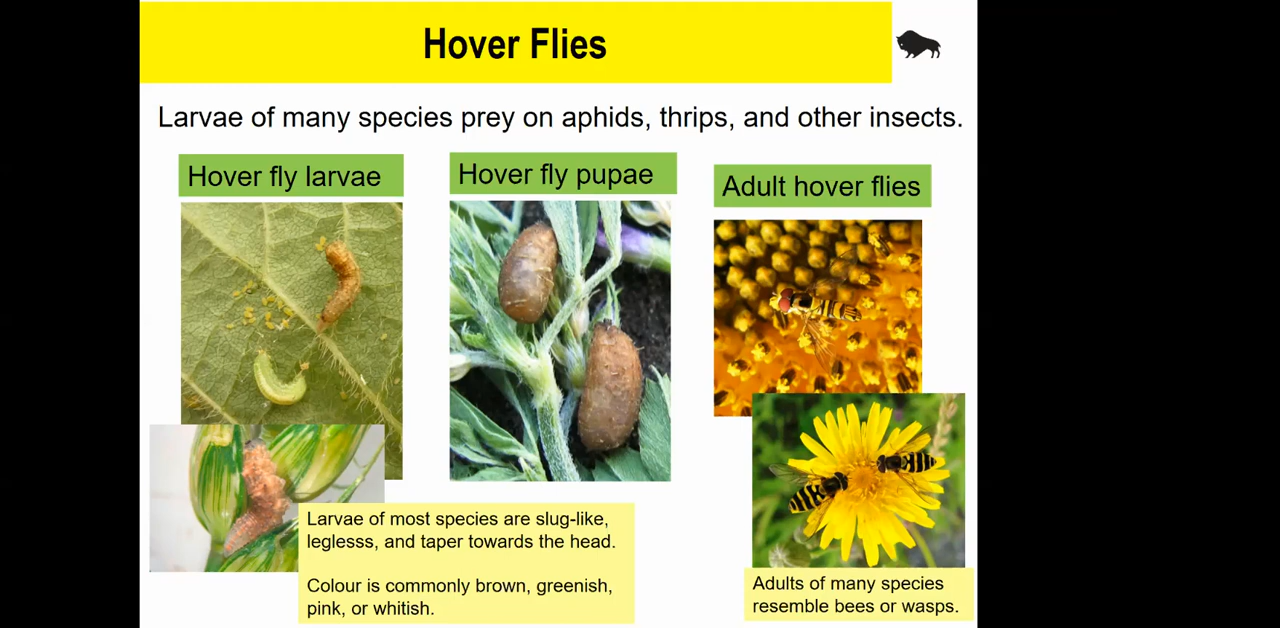 Hover Flies
Larvae of many species prey on aphids, thrips, and other insects.
Hover fly larvae
Hover fly pupae
Adult hover flies
Larvae of most species are slug-like,
leglesss, and taper towards the head.
Colour is commonly brown, greenish,
pink, or whitish.
Adults of many species
resemble bees or wasps.